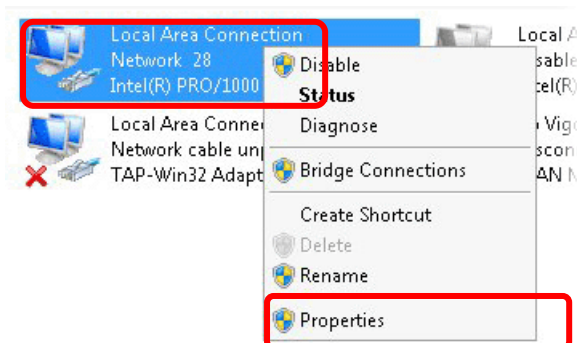 Local Area Connection
Network 28
Intel(R) PRO/1000
Local Area Conne
Network cable unp
TAP-Win32 Adapt
Disable
Status
Diagnose
Bridge Connections
Create Shortcut
Delete
Rename
Properties
Local A
sable
tel(R)
Vigo
scon
AN N